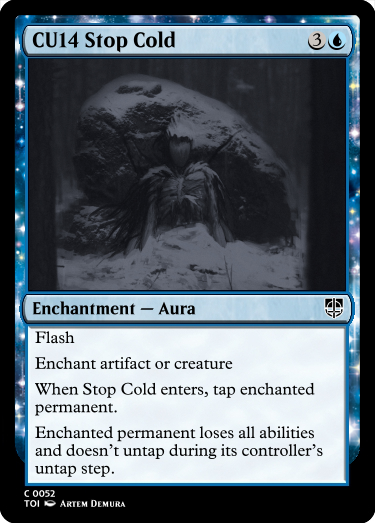 CU14 Stop Cold 3
Enchantment — Aura
Flash
Enchant artifact or creature
When Stop Cold enters, tap enchanted
permanent.
Enchanted permanent loses all abilities
and doesn't untap during its controller's
untap step.
C 0052
TOI Artem Demura